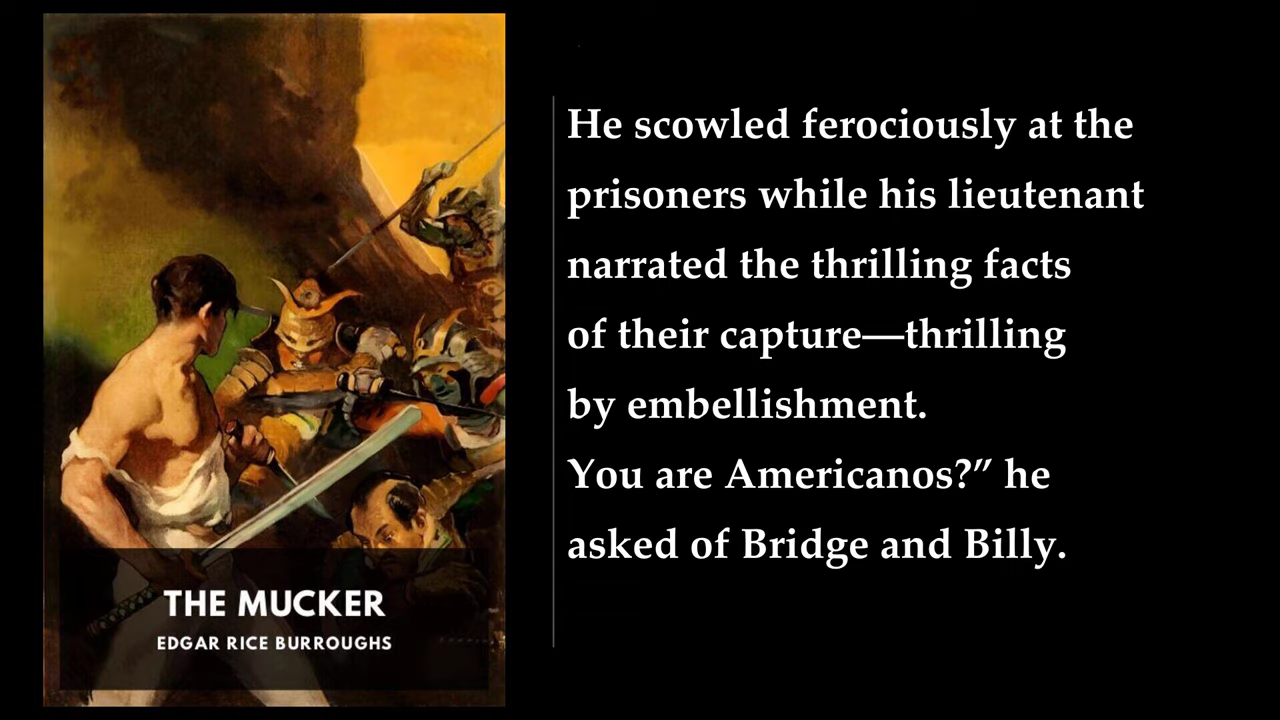 THE MUCKER
EDGAR RICE BURROUGHS
He scowled ferociously at the
prisoners while his lieutenant
narrated the thrilling facts
of their capture—thrilling
by embellishment.
You are Americanos?” he
asked of Bridge and Billy.